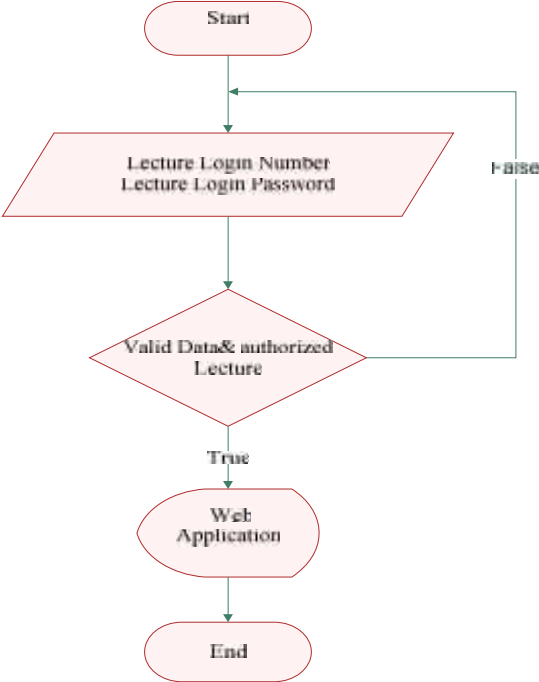 Start
Lecture Login Number
Lecture Login Password
False
Valid Data& authorized
Lecture
True
Web
Application
End